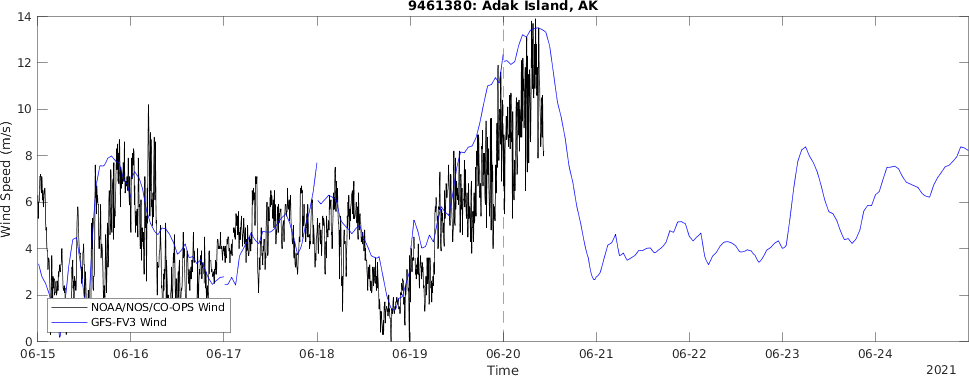 9461380: Adak Island, AK
14
12
10
8
6
4
2
0
Wind Speed (m/s)
NOAA/NOS/CO-OPS Wind
GFS-FV3 Wind
06-15 06-16 06-17 06-18 06-19 06-20 06-21 06-22 06-23 06-24
Time
2021